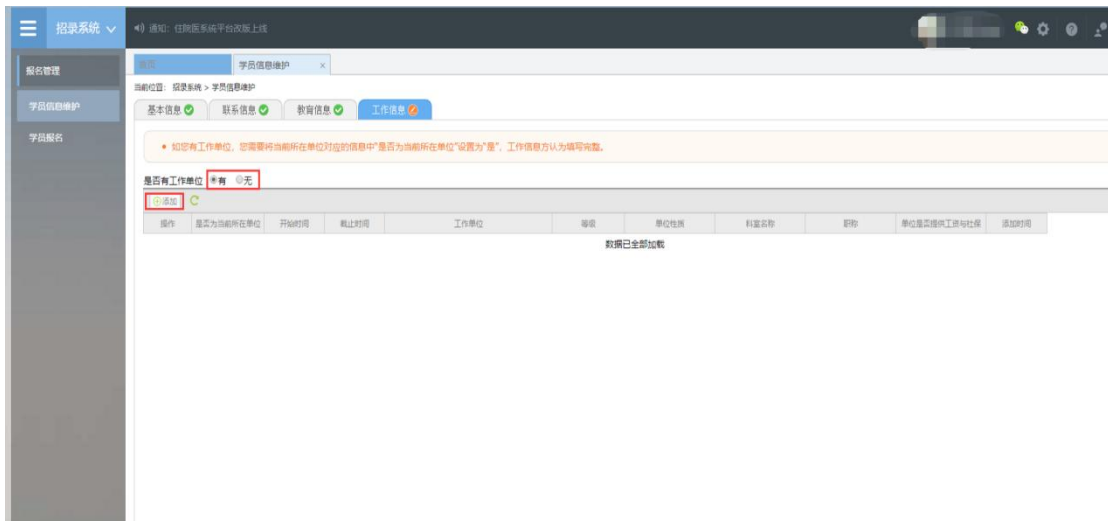 招录系统
通知：住院医系统平台改版上线
报名管理
学员信息维护
学员报名
首页
学员信息维护 ×
当前位置：招录系统 > 学员信息维护
基本信息 联系信息 教育信息 工作信息
如您有工作单位，您需要将当前所在单位对应的信息中"是否为当前所在单位"设置为"是"，工作信息方认为填写完整。
是否有工作单位 有 无
添加
操作 是否为当前所在单位 开始时间 截止时间 工作单位 等级 单位性质 科室名称 职称 单位是否提供工资与社保 添加时间
数据已全部加载